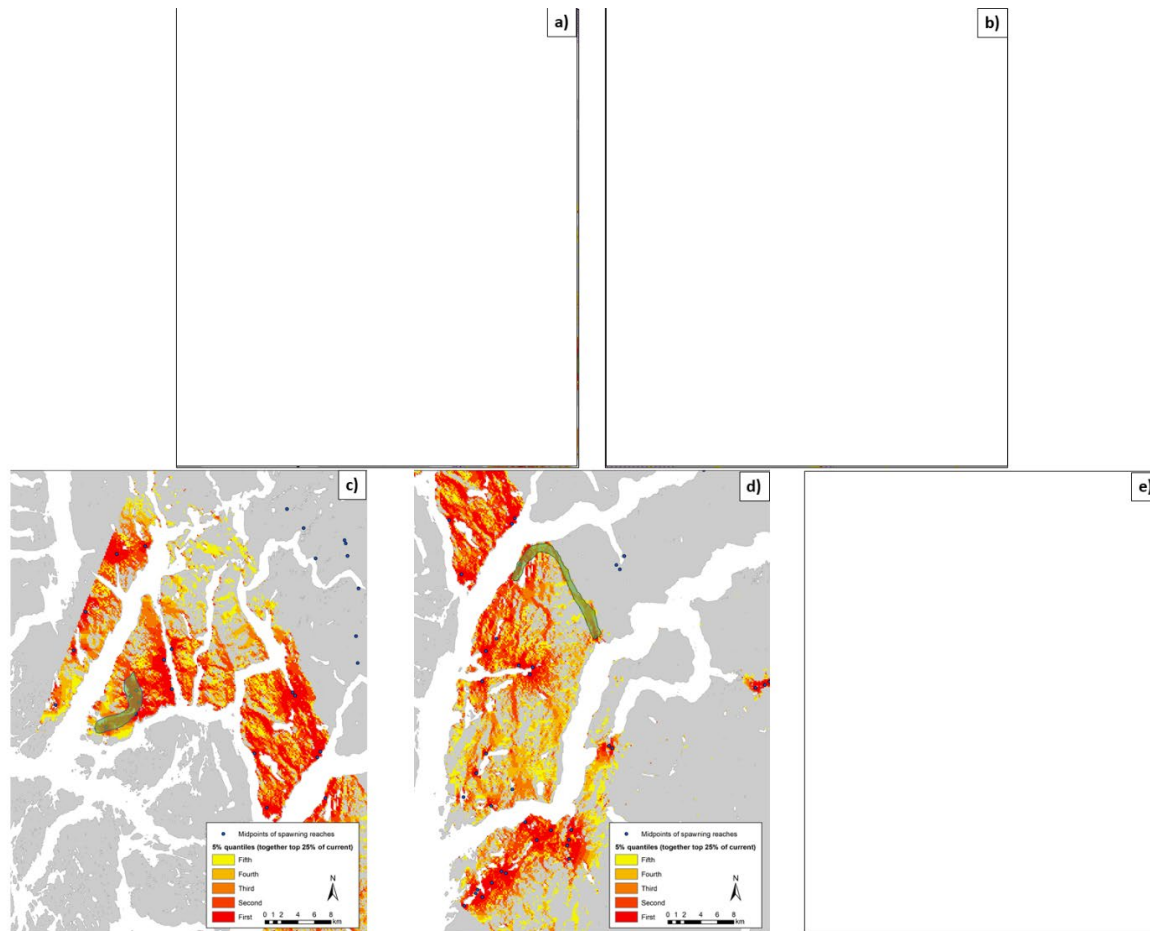 a)
b)
c)
d)
e)
Midpoints of spawning reaches
5% quantiles (together top 25% of current)
Fifth
Fourth
Third
Second
First
N
0 1 2 4 6 8
km
Midpoints of spawning reaches
5% quantiles (together top 25% of current)
Fifth
Fourth
Third
Second
First
N
0 1 2 4 6 8
km